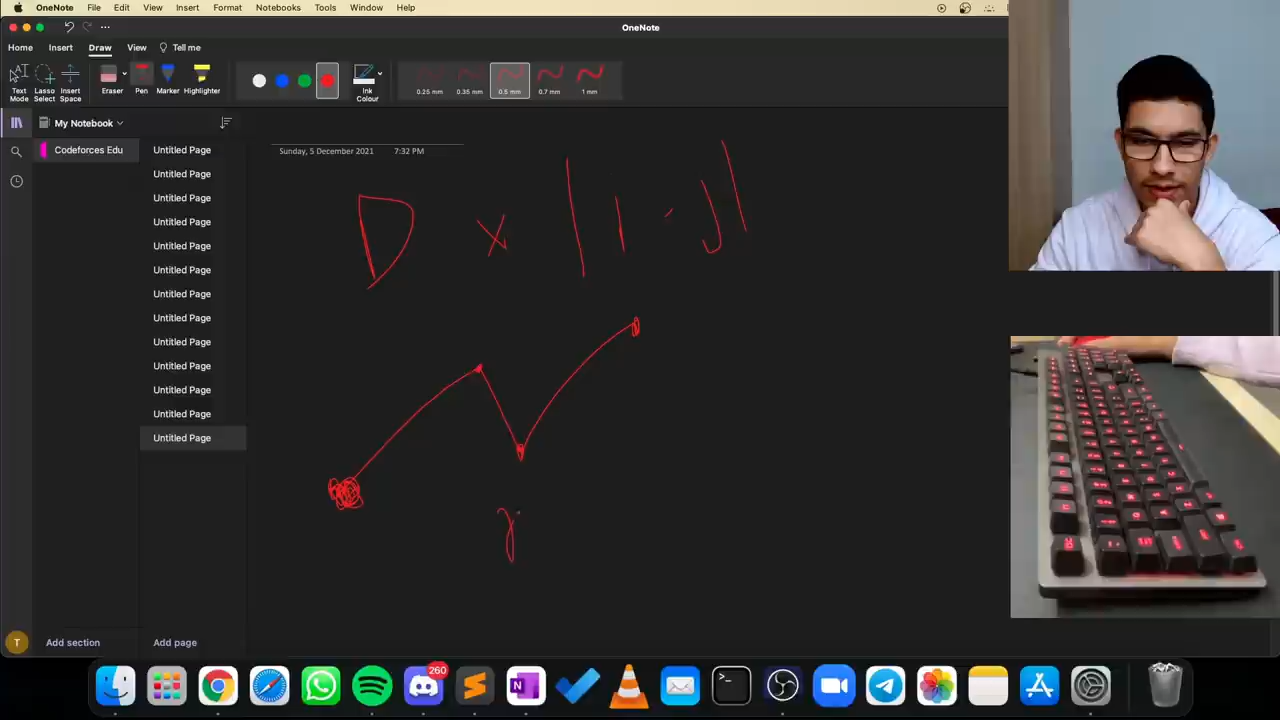 OneNote File Edit View Insert Format Notebooks Tools Window Help
OneNote
Home Insert Draw View Tell me
Text Mode Lasso Select Insert Space Eraser Pen Marker Highlighter Ink Colour 0.25 mm 0.35 mm 0.5 mm 0.7 mm 1 mm
My Notebook
Codeforces Edu
Untitled Page
Untitled Page
Untitled Page
Untitled Page
Untitled Page
Untitled Page
Untitled Page
Untitled Page
Untitled Page
Untitled Page
Untitled Page
Untitled Page
Untitled Page
Sunday, 5 December 2021 7:32 PM
D x |1 - J|
T Add section Add page
260